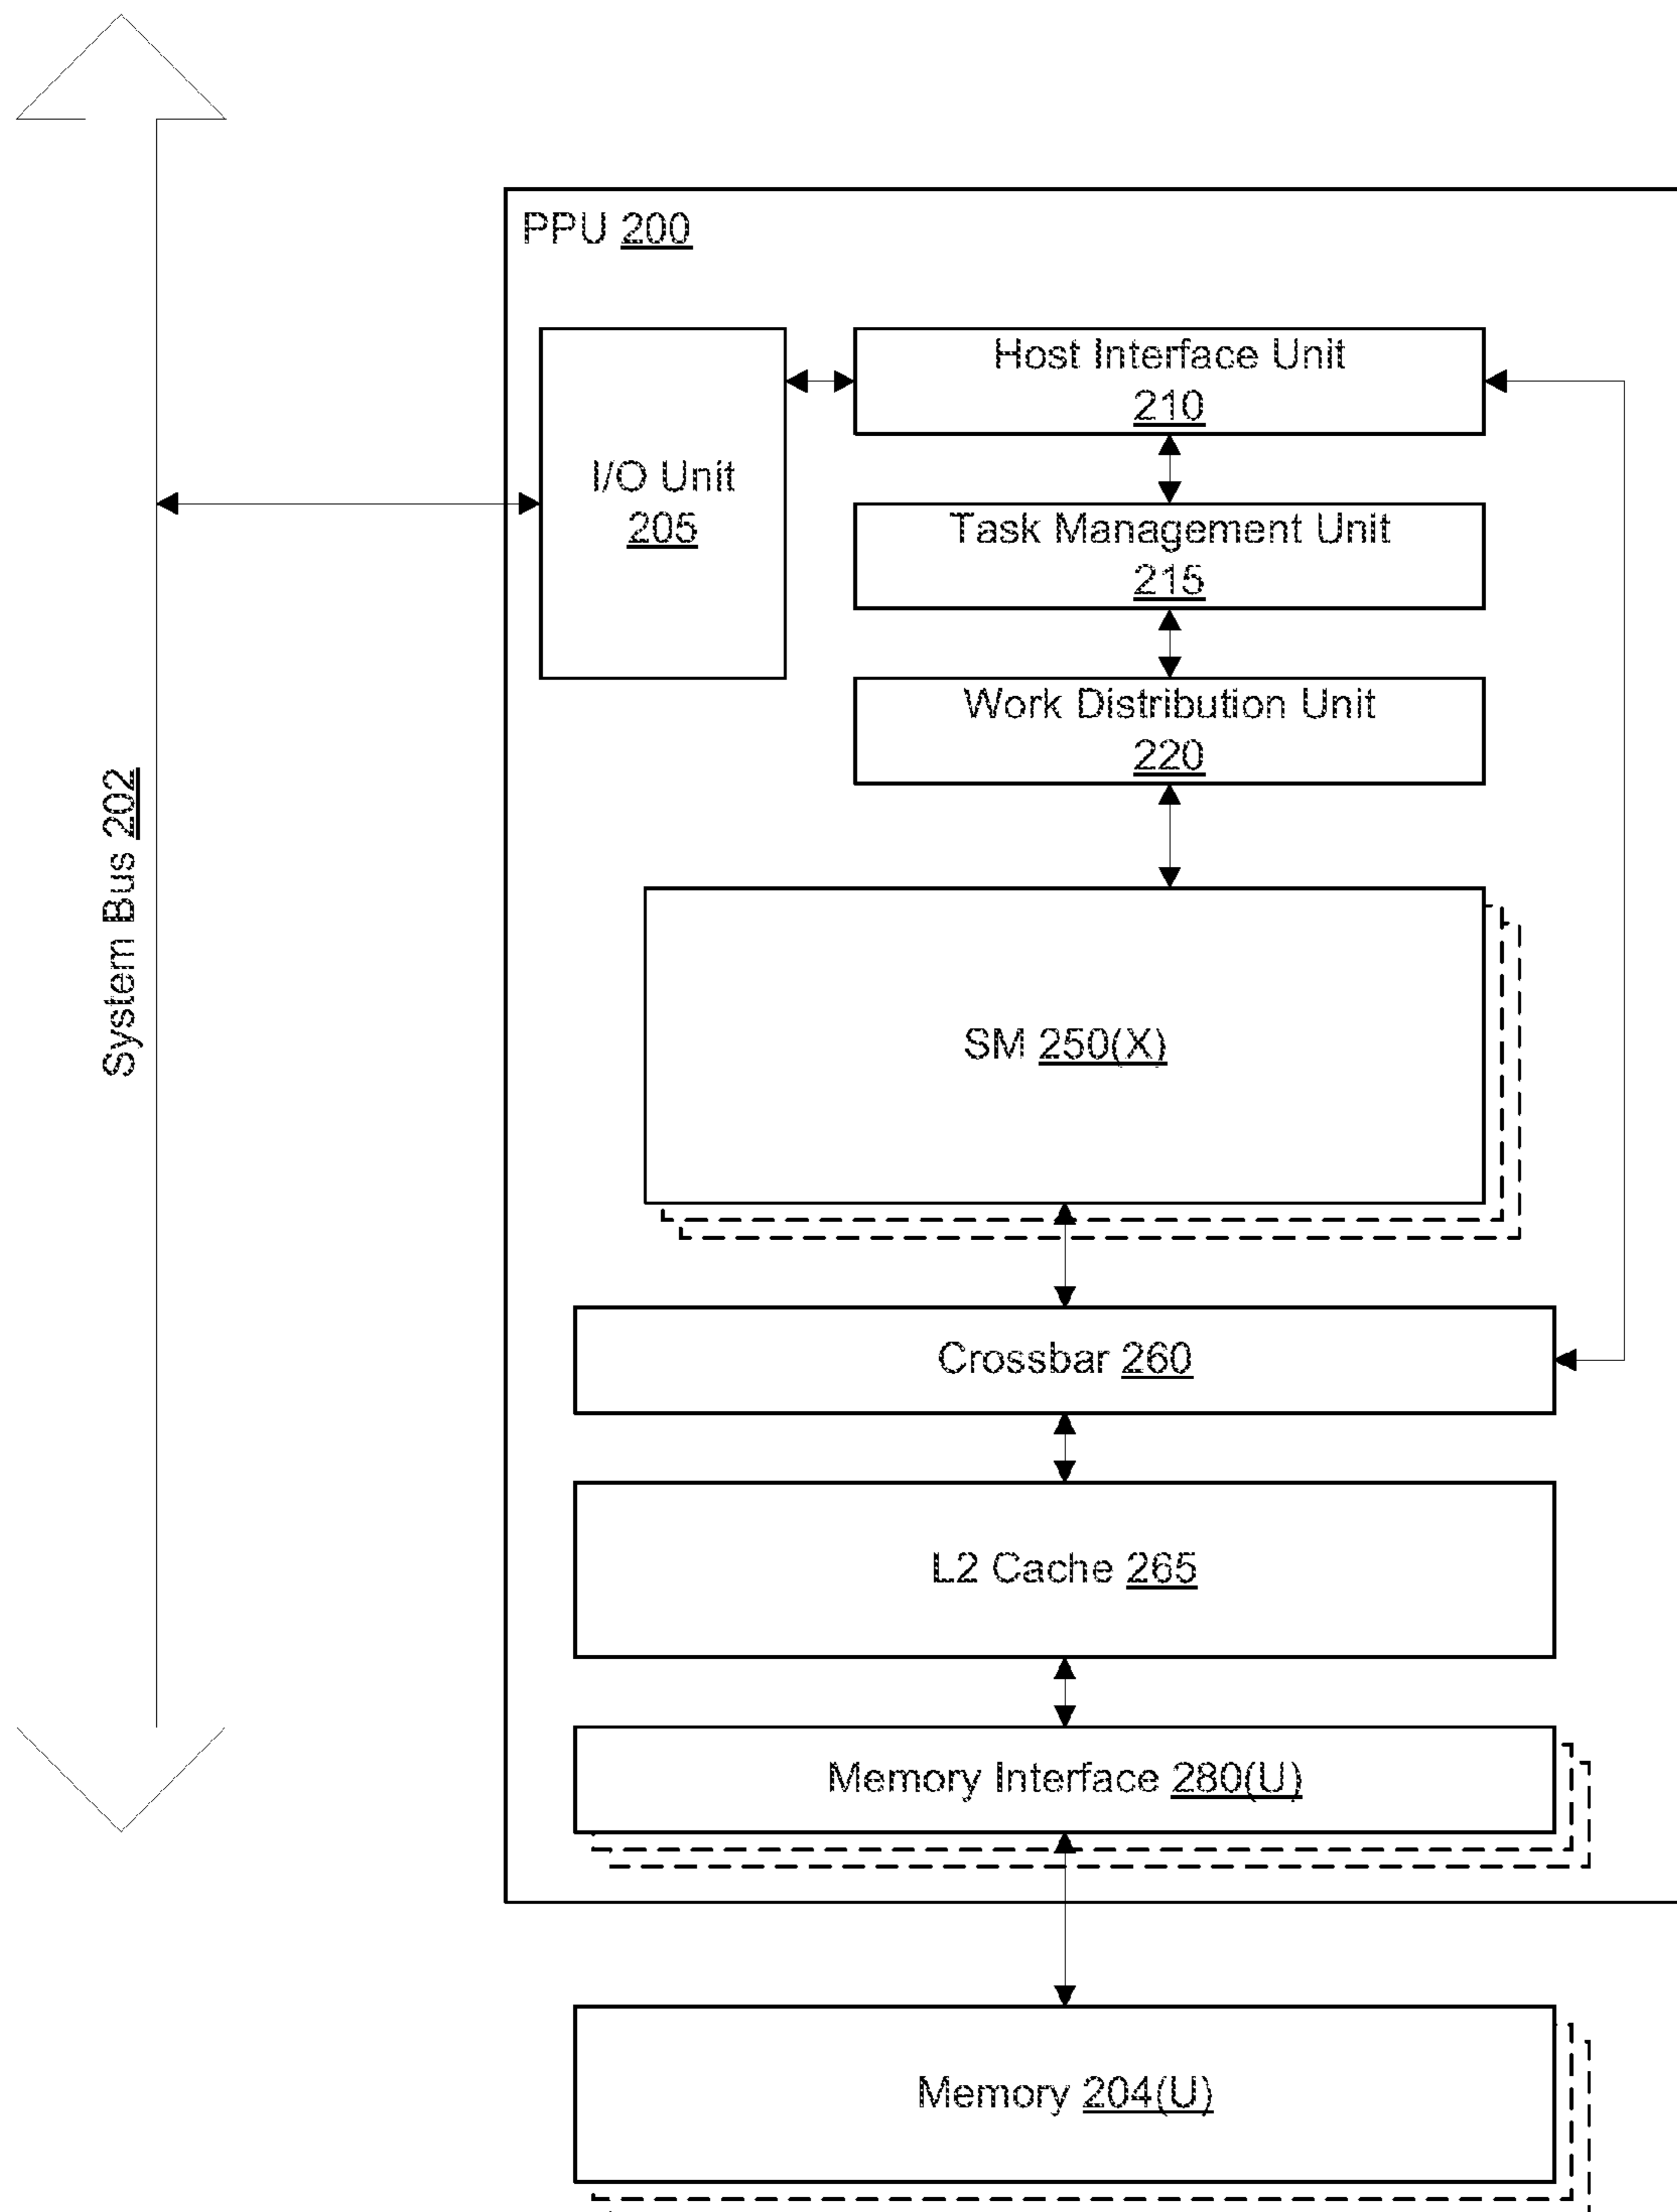 PPU 200
Host Interface Unit
210
I/O Unit
205
Task Management Unit
215
Work Distribution Unit
220
System Bus 202
SM 250(X)
Crossbar 260
L2 Cache 265
Memory Interface 280(U)
Memory 204(U)